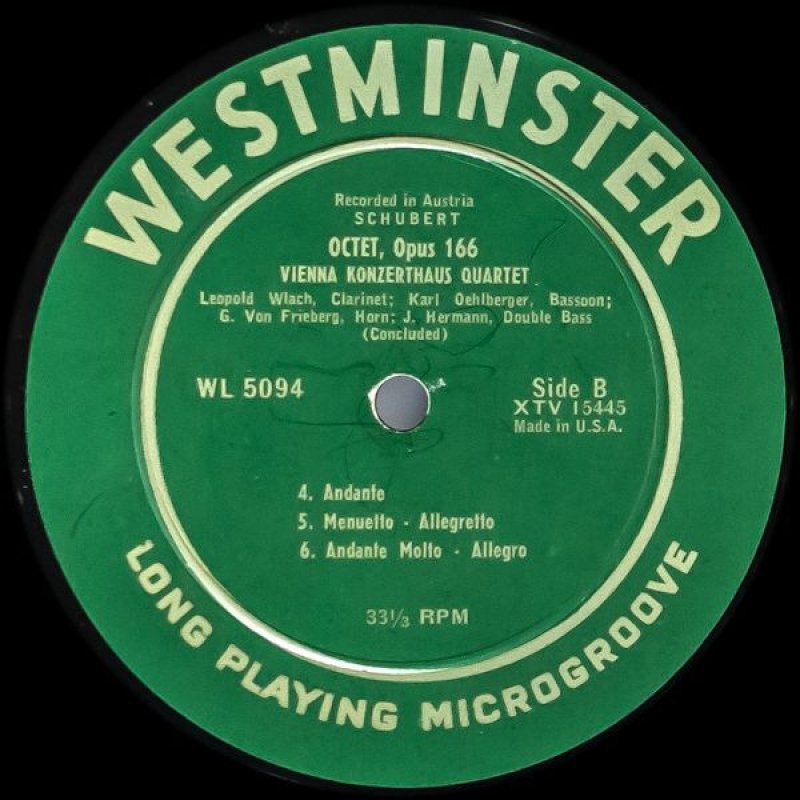 WESTMINSTER
Recorded in Austria
SCHUBERT
OCTET, Opus 166
VIENNA KONZERTHAUS QUARTET
Leopold Wlach, Clarinet; Karl Oehlberger, Bassoon;
G. Von Frieberg, Horn; J. Hermann, Double Bass
(Concluded)
WL 5094
Side B
XTV 15445
Made in U.S.A.
4. Andante
5. Menuetto - Allegretto
6. Andante Molto - Allegro
33⅓ RPM
LONG PLAYING MICROGROOVE